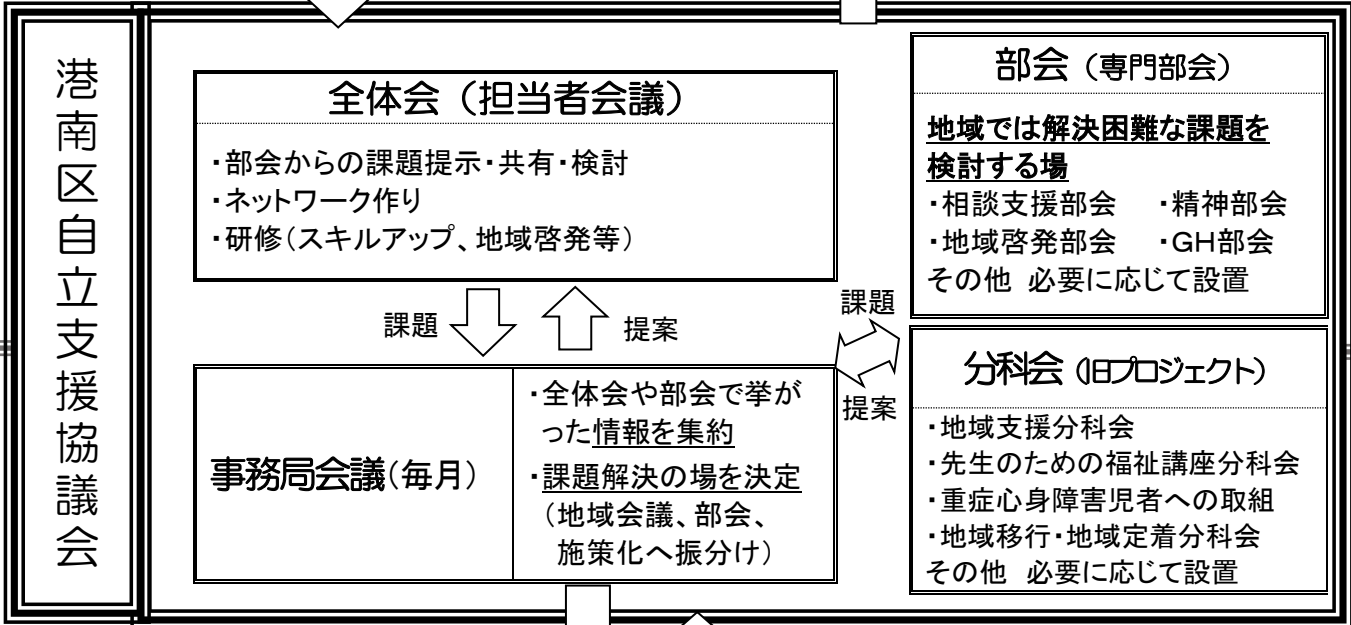 港南区自立支援協議会
全体会（担当者会議）
・部会からの課題提示・共有・検討
・ネットワーク作り
・研修（スキルアップ、地域啓発等）
課題
提案
事務局会議（毎月）
・全体会や部会で挙が
った情報を集約
・課題解決の場を決定
（地域会議、部会、
施策化へ振分け）
課題
提案
部会（専門部会）
地域では解決困難な課題を
検討する場
・相談支援部会　・精神部会
・地域啓発部会　・GH部会
その他　必要に応じて設置
分科会（旧プロジェクト）
・地域支援分科会
・先生のための福祉講座分科会
・重症心身障害児者への取組
・地域移行・地域定着分科会
その他　必要に応じて設置